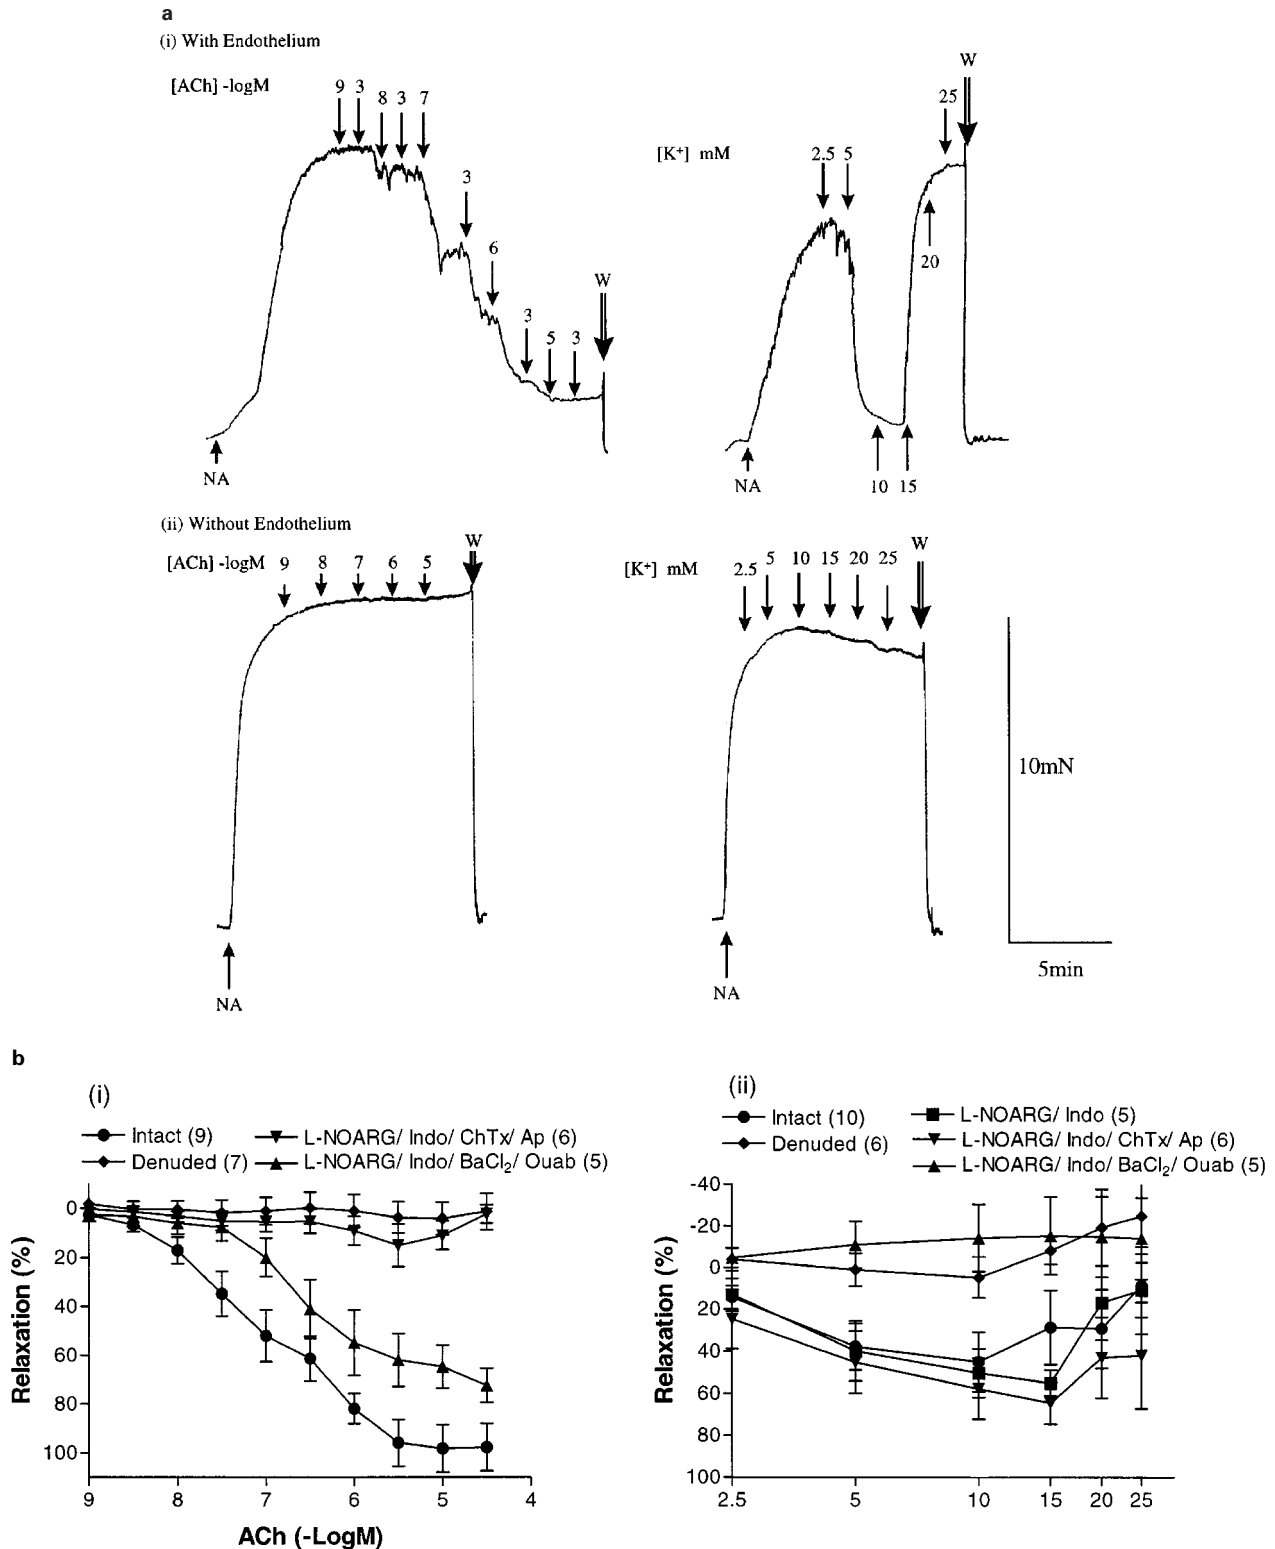 a
(i) With Endothelium
[ACh] -logM
9 3 8 3 7
3
6
3
5 3
W
NA
[K+] mM
2.5 5
25
W
20
NA
10 15
(ii) Without Endothelium
[ACh] -logM
9 8 7 6 5
W
NA
[K+] mM
2.5 5 10 15 20 25
W
NA
10mN
5min
b
(i)
Intact (9)
Denuded (7)
L-NOARG/ Indo/ ChTx/ Ap (6)
L-NOARG/ Indo/ BaCl2/ Ouab (5)
Relaxation (%)
0
20
40
60
80
100
9 8 7 6 5 4
ACh (-LogM)
(ii)
Intact (10)
Denuded (6)
L-NOARG/ Indo (5)
L-NOARG/ Indo/ ChTx/ Ap (6)
L-NOARG/ Indo/ BaCl2/ Ouab (5)
Relaxation (%)
-40
-20
0
20
40
60
80
100
2.5 5 10 15 20 25